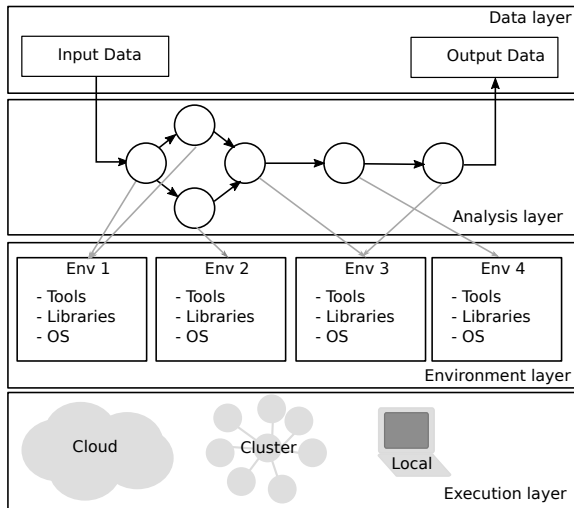 Data layer
Input Data
Output Data
Analysis layer
Env 1
- Tools
- Libraries
- OS
Env 2
- Tools
- Libraries
- OS
Env 3
- Tools
- Libraries
- OS
Env 4
- Tools
- Libraries
- OS
Environment layer
Cloud
Cluster
Local
Execution layer